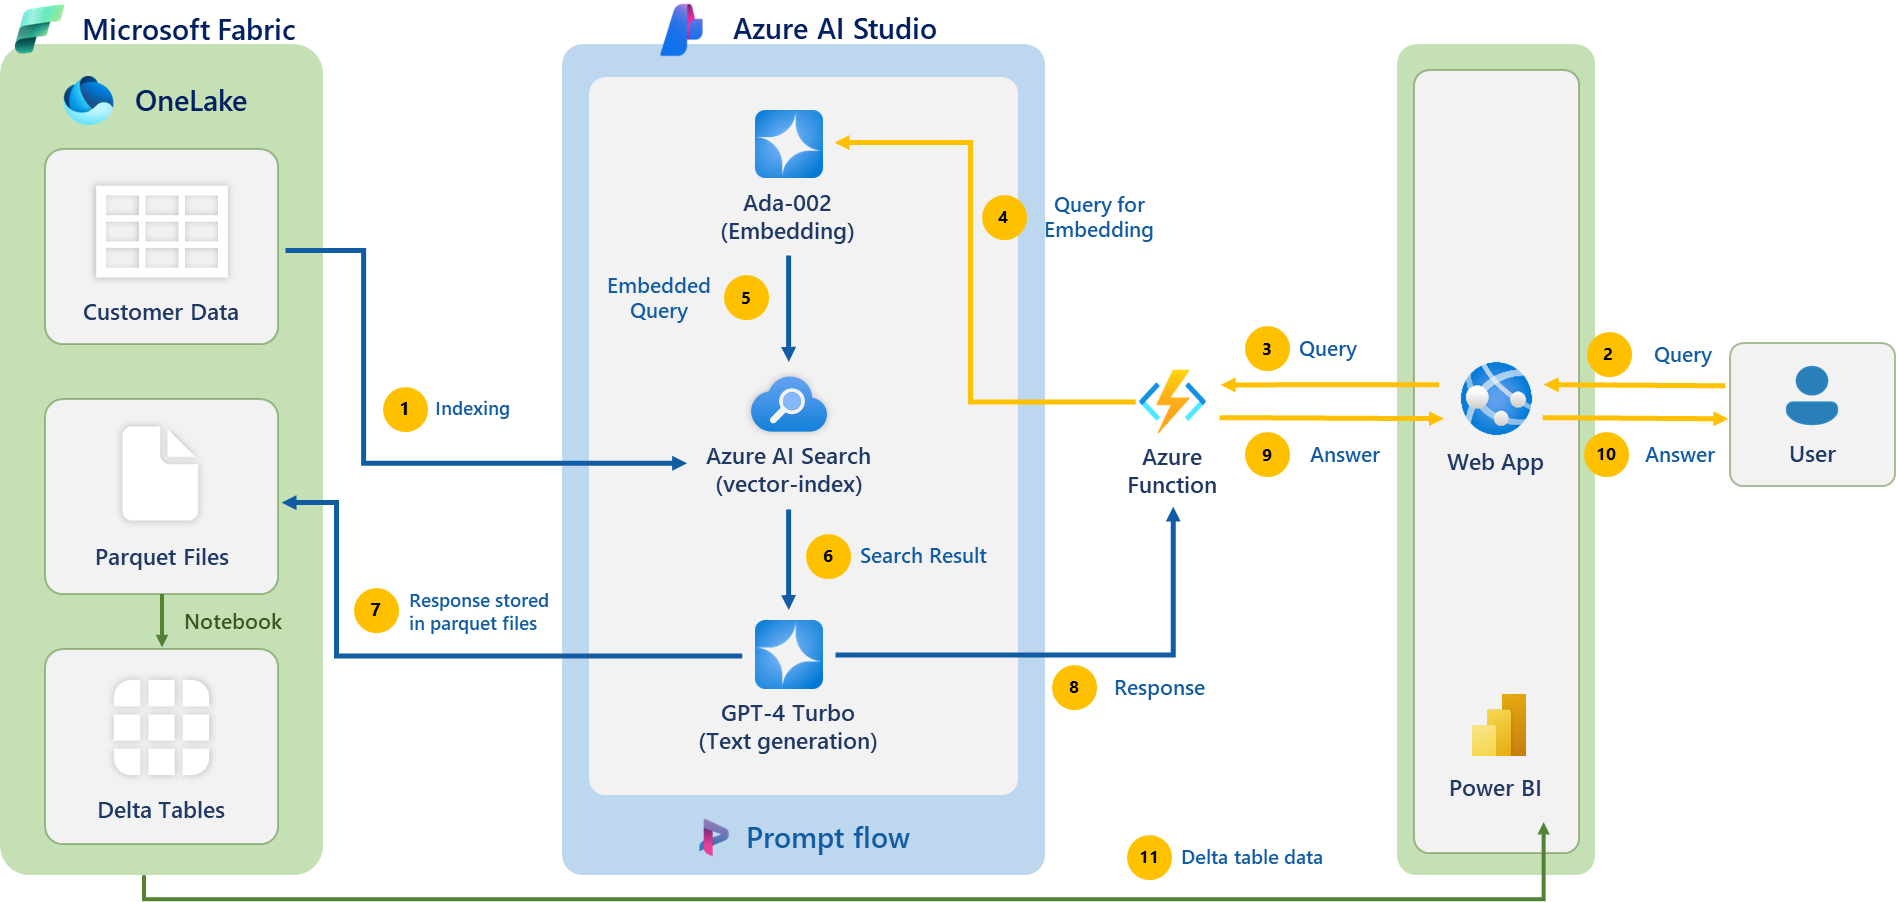 Microsoft Fabric
OneLake
Customer Data
Parquet Files
Notebook
Delta Tables
1
Indexing
7
Response stored
in parquet files
Azure AI Studio
Ada-002
(Embedding)
Embedded
Query
5
Azure AI Search
(vector-index)
6
Search Result
GPT-4 Turbo
(Text generation)
Prompt flow
4
Query for
Embedding
3
Query
Azure
Function
9
Answer
8
Response
Web App
2
Query
10
Answer
User
Power BI
11
Delta table data